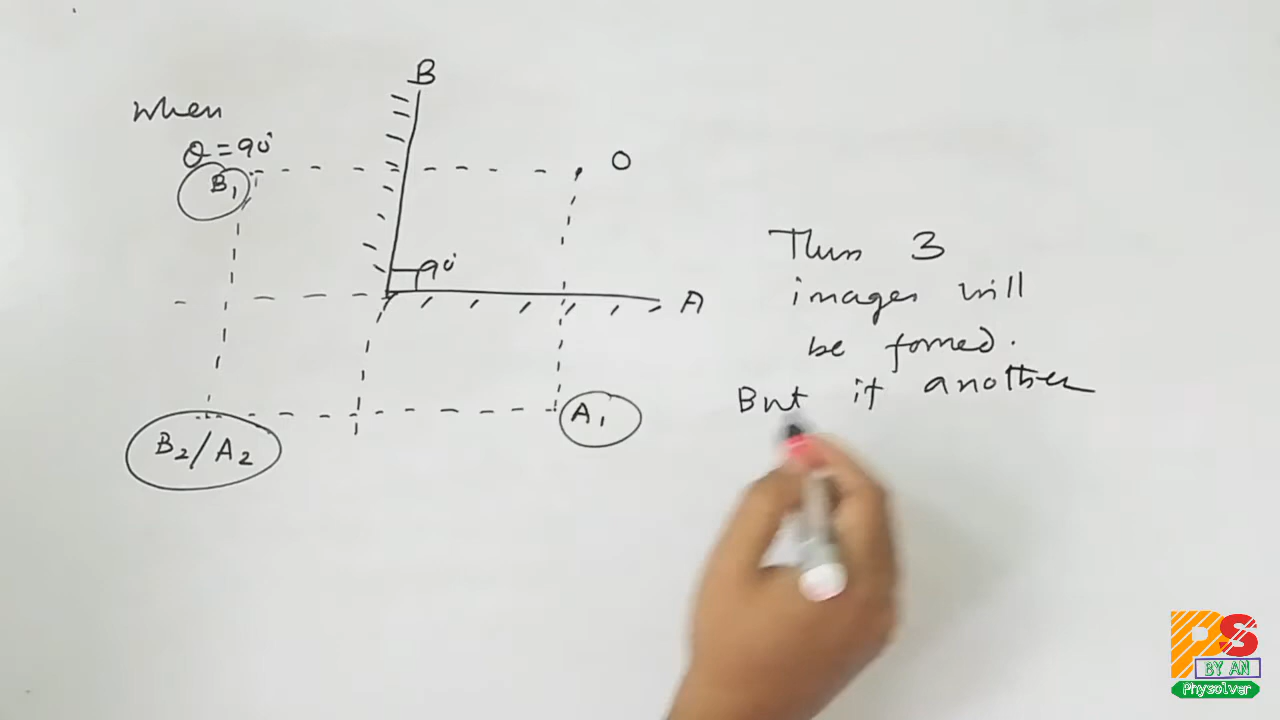 B
When
θ = 90°
B1
O
90°
A
A1
B2/A2
Thus 3
images will
be formed.
But if another
PS
BY AN
Physolver